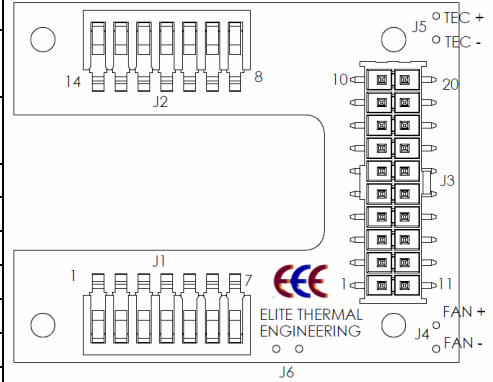 J5
TEC +
TEC -
14
8
J2
10
20
J3
J1
1
7
1
11
EEE
ELITE THERMAL
ENGINEERING
FAN +
J4
FAN -
J6